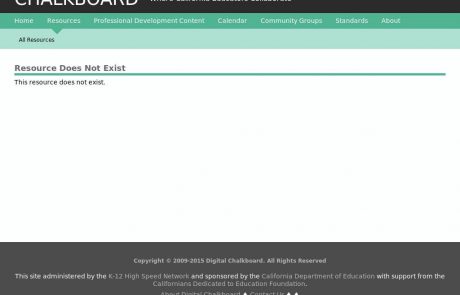 CHALKBOARD Where California Educators Collaborate
Home Resources Professional Development Content Calendar Community Groups Standards About
All Resources
Resource Does Not Exist
This resource does not exist.
Copyright © 2009-2015 Digital Chalkboard. All Rights Reserved
This site administered by the K-12 High Speed Network and sponsored by the California Department of Education with support from the
Californians Dedicated to Education Foundation.
About Digital Chalkboard ♦ Contact Us ♦ ♦